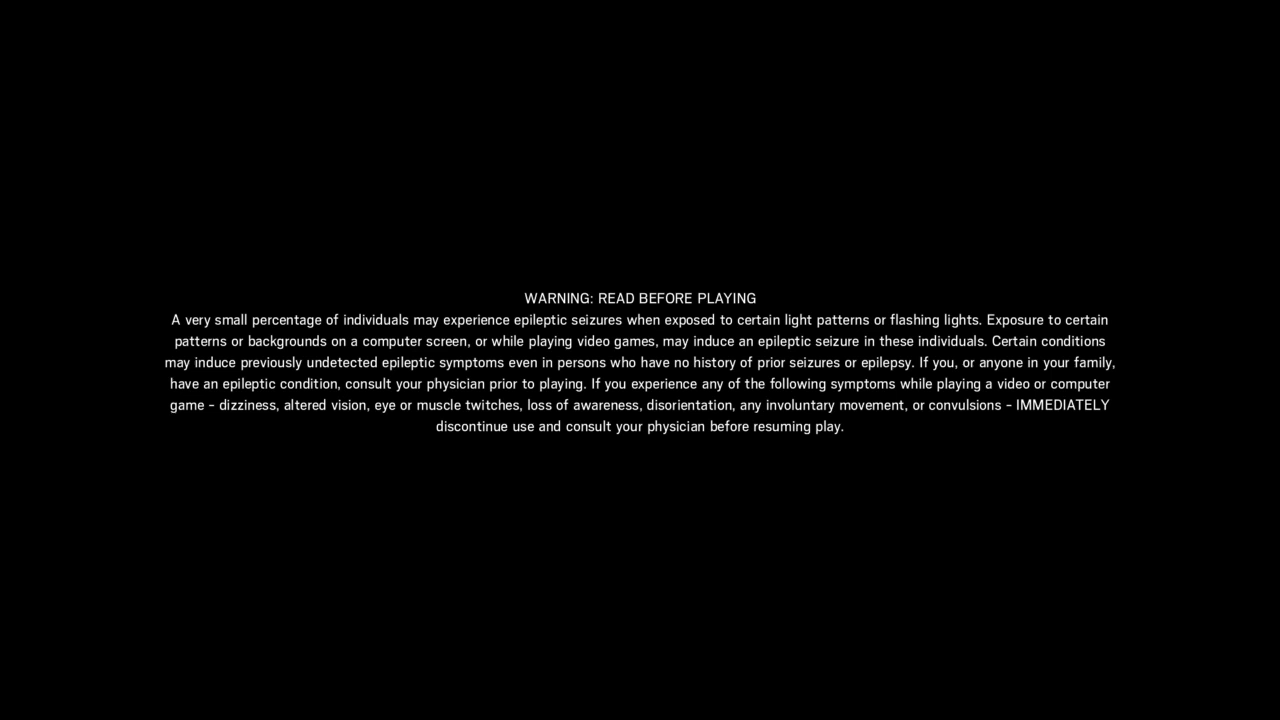 WARNING: READ BEFORE PLAYING
A very small percentage of individuals may experience epileptic seizures when exposed to certain light patterns or flashing lights. Exposure to certain
patterns or backgrounds on a computer screen, or while playing video games, may induce an epileptic seizure in these individuals. Certain conditions
may induce previously undetected epileptic symptoms even in persons who have no history of prior seizures or epilepsy. If you, or anyone in your family,
have an epileptic condition, consult your physician prior to playing. If you experience any of the following symptoms while playing a video or computer
game - dizziness, altered vision, eye or muscle twitches, loss of awareness, disorientation, any involuntary movement, or convulsions - IMMEDIATELY
discontinue use and consult your physician before resuming play.